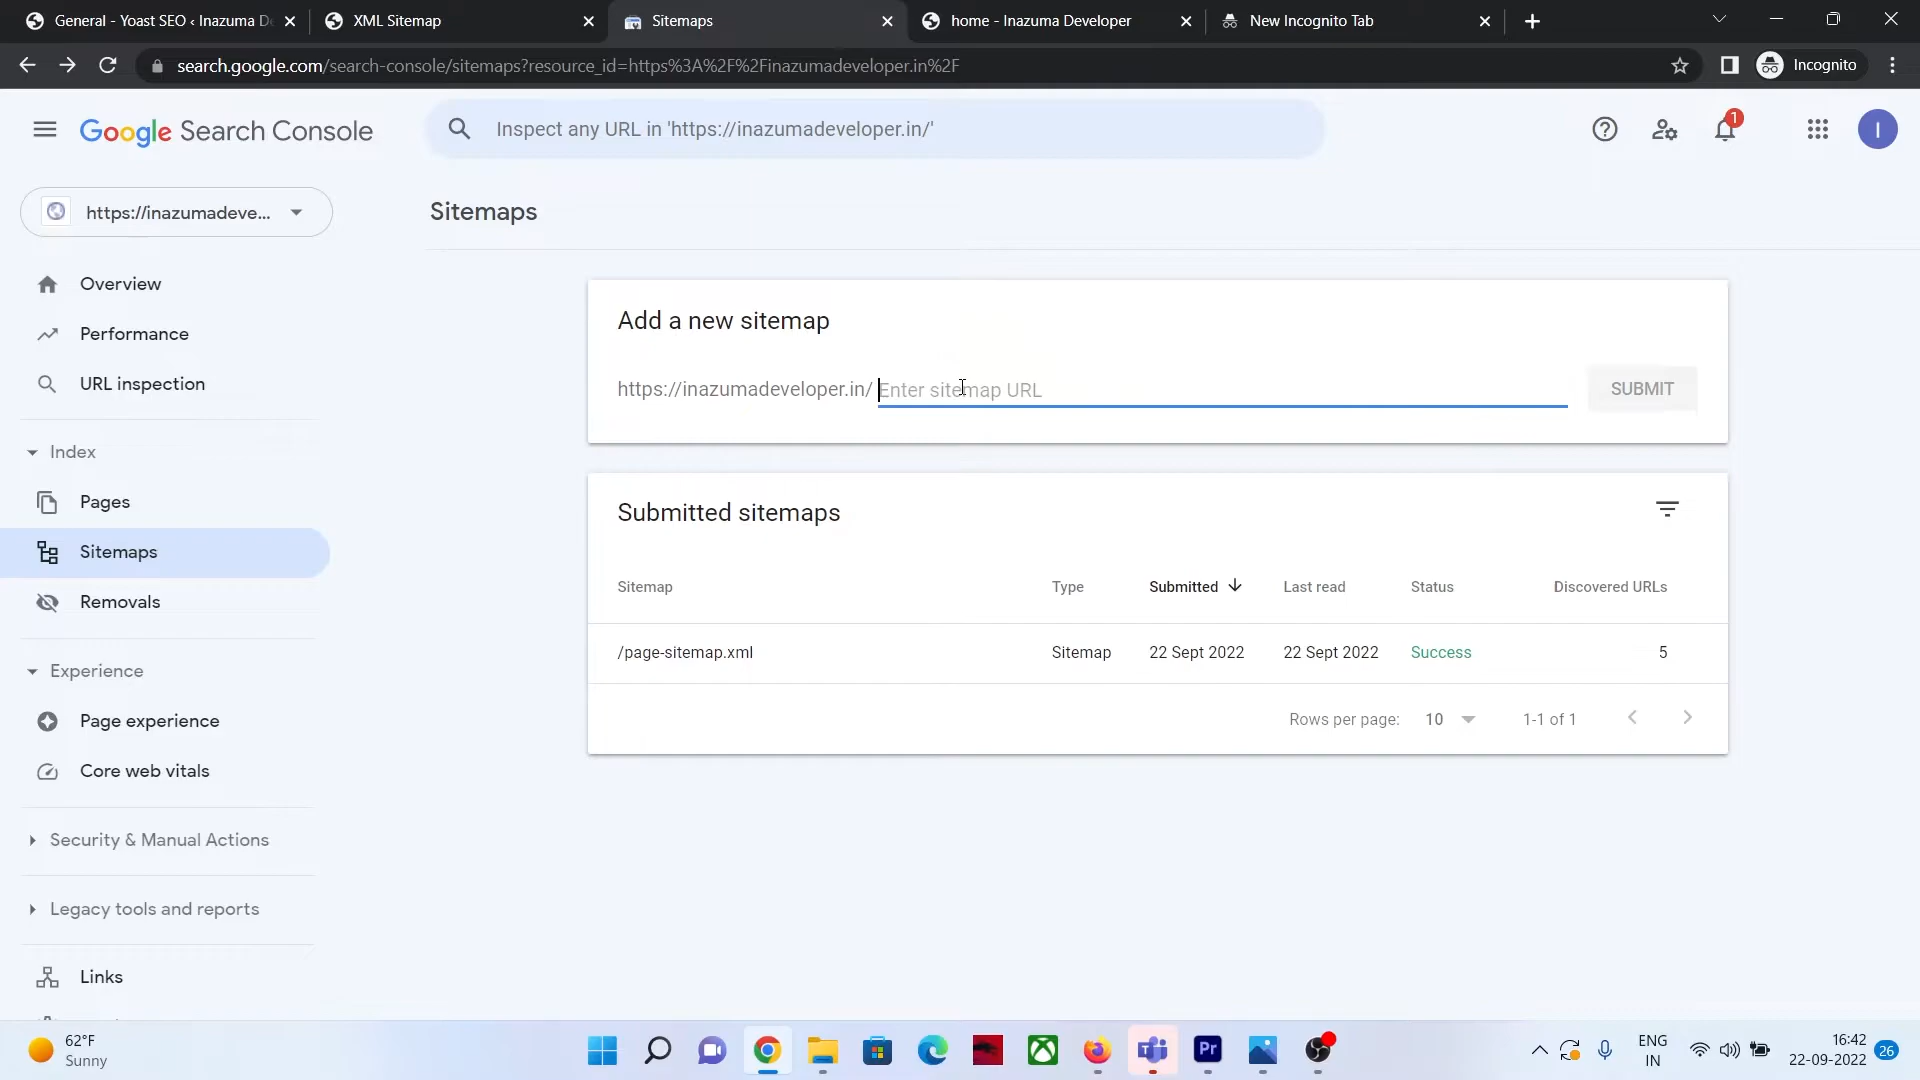 General - Yoast SEO ‹ Inazuma De
XML Sitemap
Sitemaps
home - Inazuma Developer
New Incognito Tab
search.google.com/search-console/sitemaps?resource_id=https%3A%2F%2Finazumadeveloper.in%2F
Incognito
Google Search Console
Inspect any URL in 'https://inazumadeveloper.in/'
1
I
https://inazumadeve...
Sitemaps
Overview
Performance
URL inspection
Index
Pages
Sitemaps
Removals
Experience
Page experience
Core web vitals
Security & Manual Actions
Legacy tools and reports
Links
Add a new sitemap
https://inazumadeveloper.in/ Enter sitemap URL
SUBMIT
Submitted sitemaps
Sitemap Type Submitted Last read Status Discovered URLs
/page-sitemap.xml Sitemap 22 Sept 2022 22 Sept 2022 Success 5
Rows per page: 10 1-1 of 1
62°F
Sunny
Pr
ENG
IN
16:42
22-09-2022
26